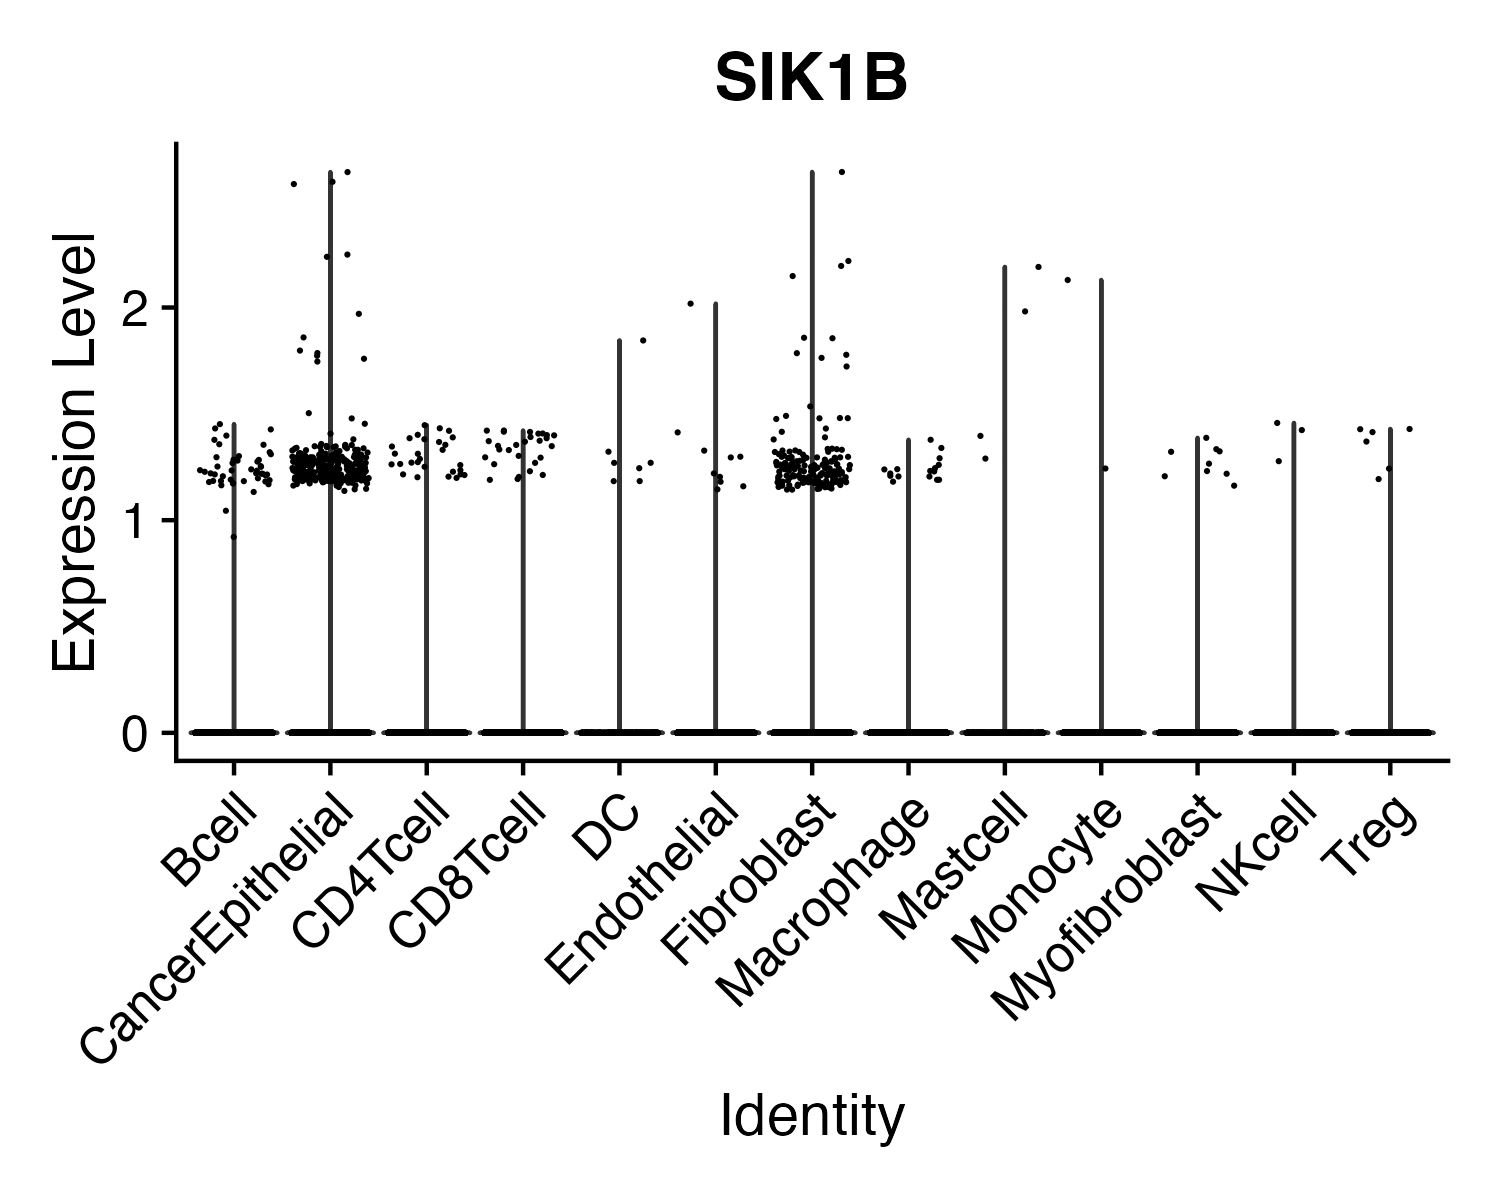 SIK1B
Expression Level
2
1
0
Bcell
CancerEpithelial
CD4Tcell
CD8Tcell
DC
Endothelial
Fibroblast
Macrophage
Mastcell
Monocyte
Myofibroblast
NKcell
Treg
Identity